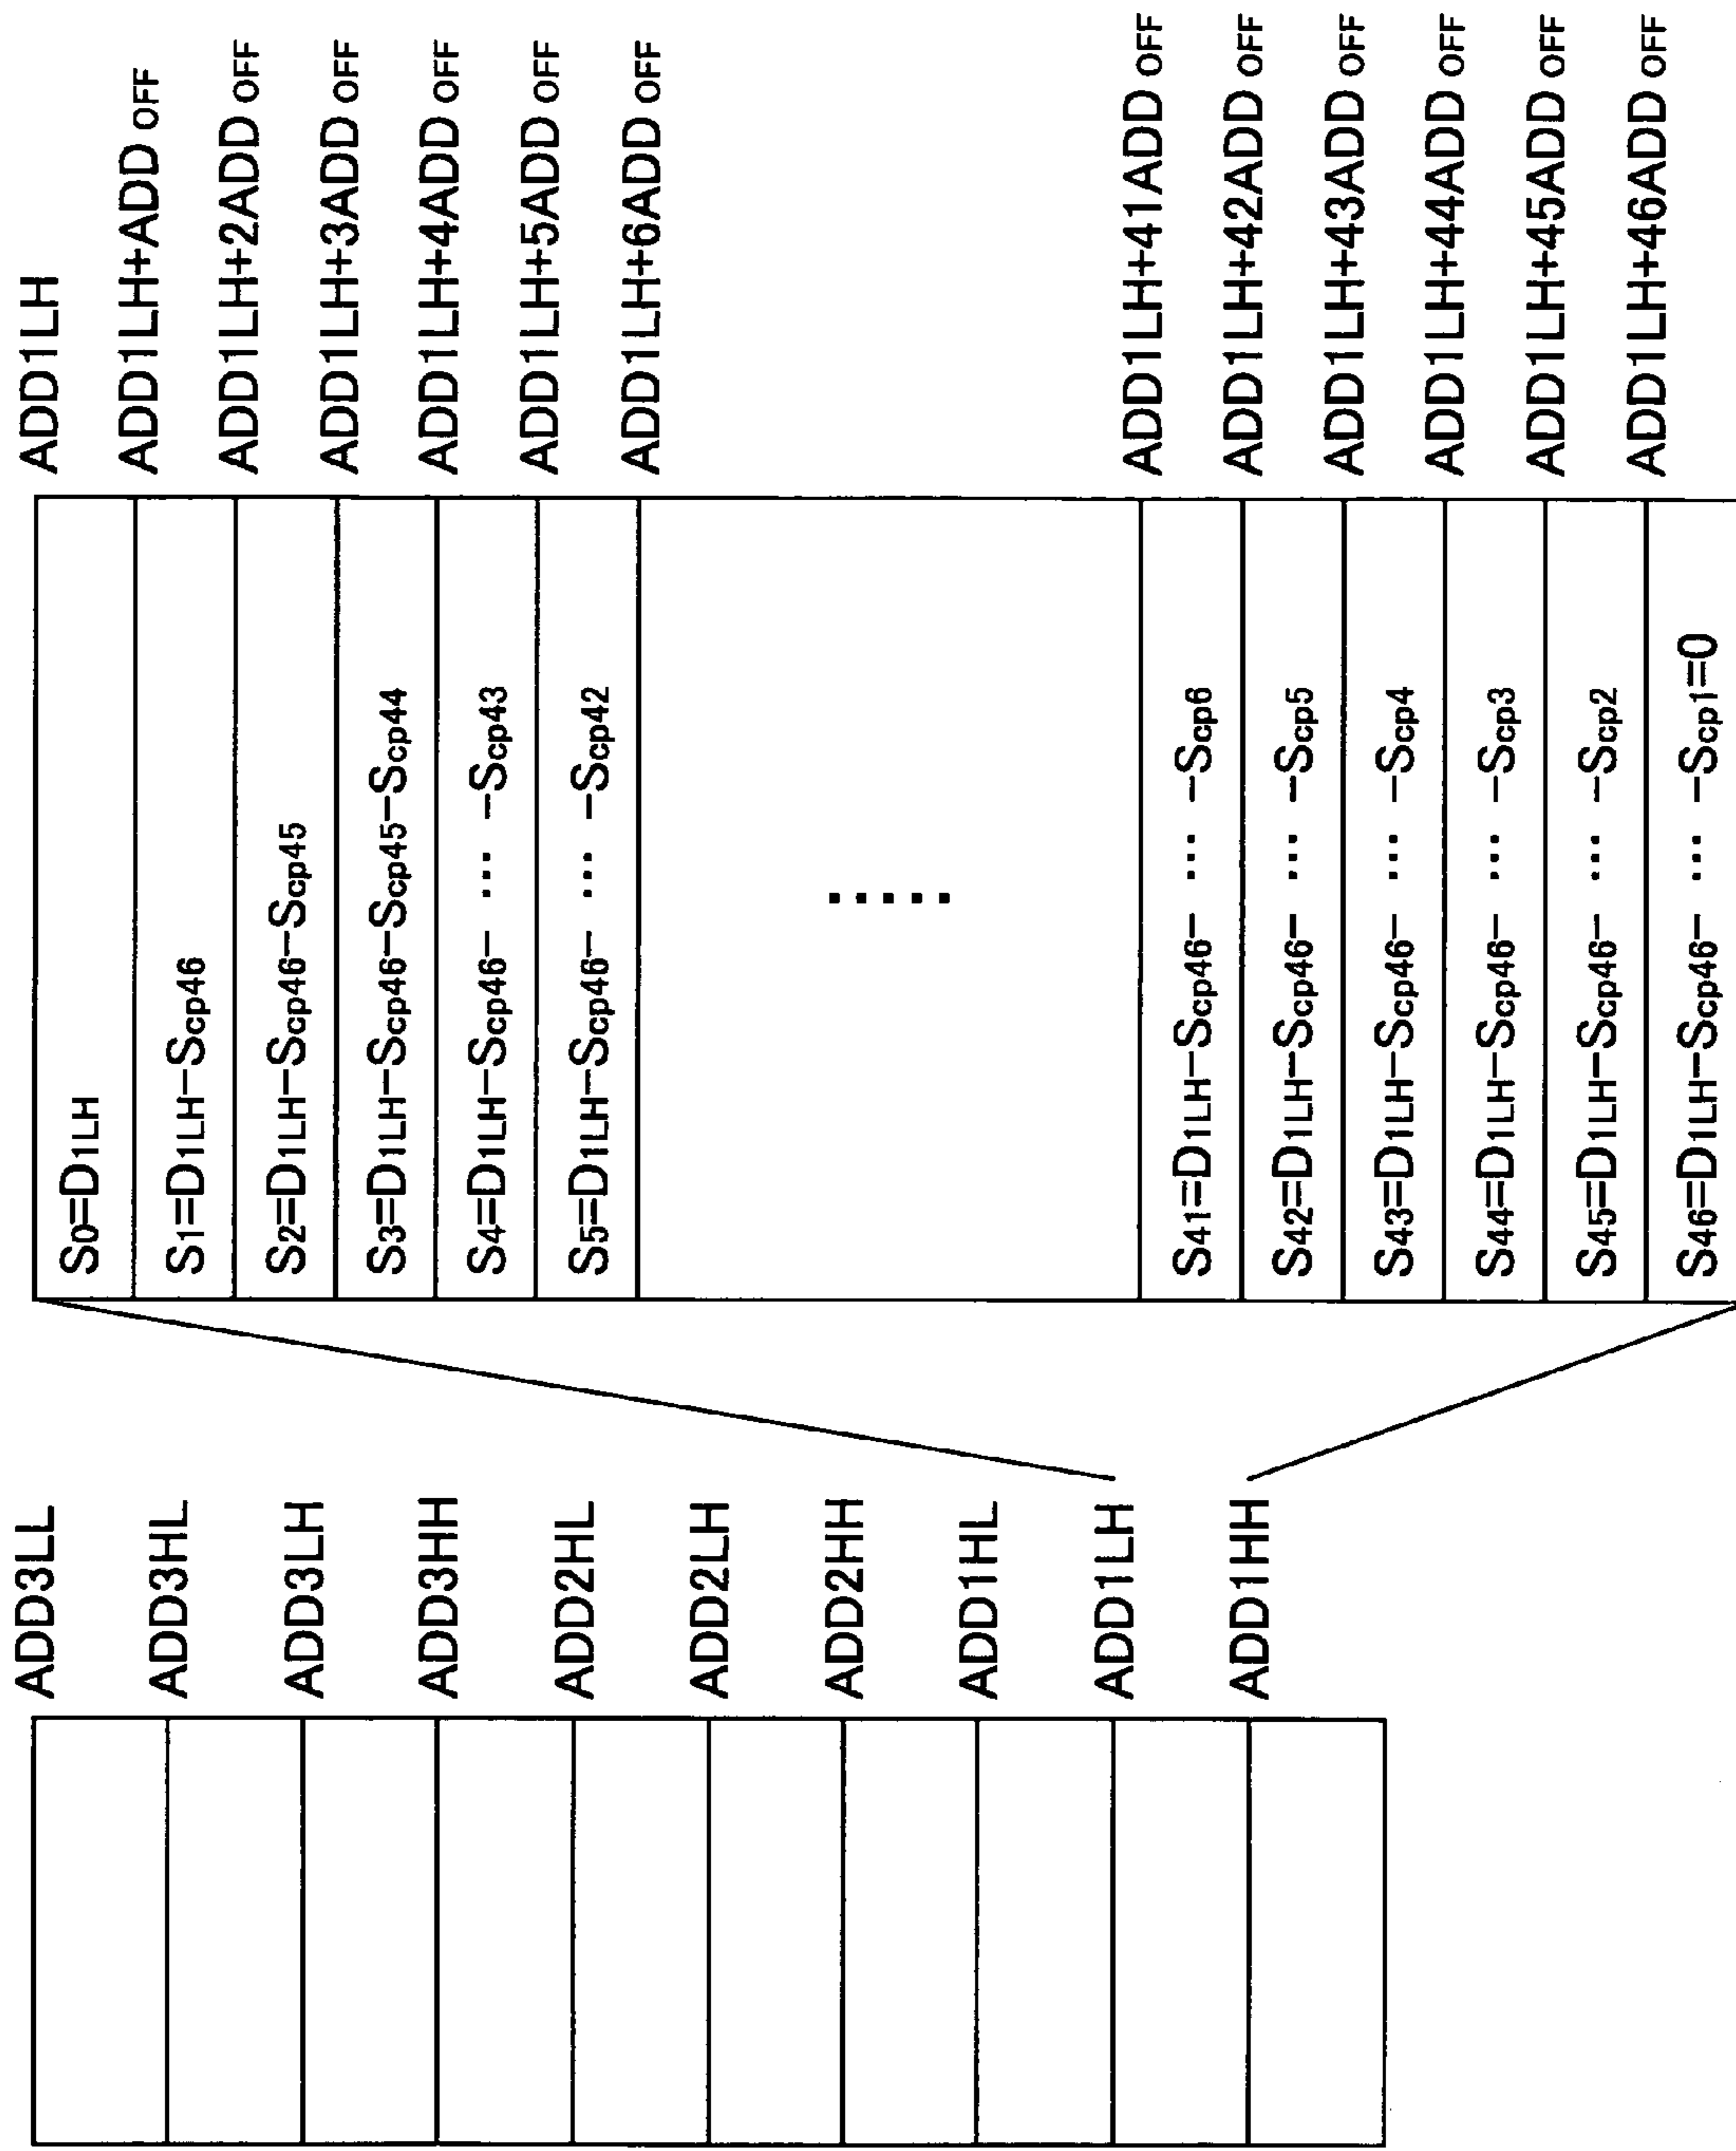 ADD3LL
ADD3HL
ADD3LH
ADD3HH
ADD2HL
ADD2LH
ADD2HH
ADD1HL
ADD1LH
ADD1HH
S0=D1LH
ADD1LH
S1=D1LH-Scp46
ADD1LH+ADD OFF
S2=D1LH-Scp46-Scp45
ADD1LH+2ADD OFF
S3=D1LH-Scp46-Scp45-Scp44
ADD1LH+3ADD OFF
S4=D1LH-Scp46- ... -Scp43
ADD1LH+4ADD OFF
S5=D1LH-Scp46- ... -Scp42
ADD1LH+5ADD OFF
ADD1LH+6ADD OFF
.....
S41=D1LH-Scp46- ... -Scp6
ADD1LH+41ADD OFF
S42=D1LH-Scp46- ... -Scp5
ADD1LH+42ADD OFF
S43=D1LH-Scp46- ... -Scp4
ADD1LH+43ADD OFF
S44=D1LH-Scp46- ... -Scp3
ADD1LH+44ADD OFF
S45=D1LH-Scp46- ... -Scp2
ADD1LH+45ADD OFF
S46=D1LH-Scp46- ... -Scp1=0
ADD1LH+46ADD OFF